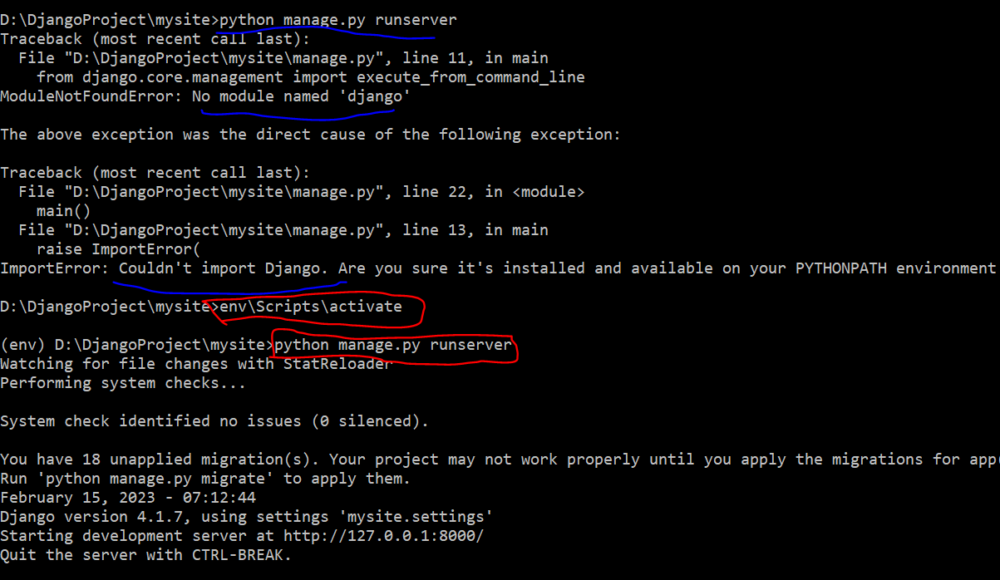 D:\DjangoProject\mysite>python manage.py runserver
Traceback (most recent call last):
  File "D:\DjangoProject\mysite\manage.py", line 11, in main
    from django.core.management import execute_from_command_line
ModuleNotFoundError: No module named 'django'
The above exception was the direct cause of the following exception:
Traceback (most recent call last):
  File "D:\DjangoProject\mysite\manage.py", line 22, in <module>
    main()
  File "D:\DjangoProject\mysite\manage.py", line 13, in main
    raise ImportError(
ImportError: Couldn't import Django. Are you sure it's installed and available on your PYTHONPATH environment
D:\DjangoProject\mysite>env\Scripts\activate
(env) D:\DjangoProject\mysite>python manage.py runserver
Watching for file changes with StatReloader
Performing system checks...
System check identified no issues (0 silenced).
You have 18 unapplied migration(s). Your project may not work properly until you apply the migrations for app(
Run 'python manage.py migrate' to apply them.
February 15, 2023 - 07:12:44
Django version 4.1.7, using settings 'mysite.settings'
Starting development server at http://127.0.0.1:8000/
Quit the server with CTRL-BREAK.